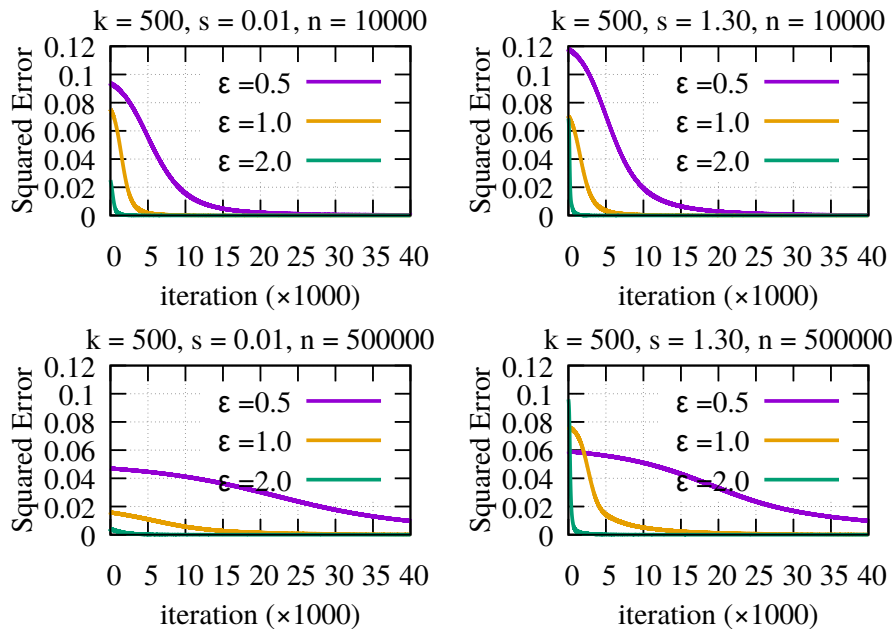 k = 500, s = 0.01, n = 10000
Squared Error
0.12
0.1
0.08
0.06
0.04
0.02
0
ε =0.5
ε =1.0
ε =2.0
0 5 10 15 20 25 30 35 40
iteration (×1000)
k = 500, s = 1.30, n = 10000
Squared Error
0.12
0.1
0.08
0.06
0.04
0.02
0
ε =0.5
ε =1.0
ε =2.0
0 5 10 15 20 25 30 35 40
iteration (×1000)
k = 500, s = 0.01, n = 500000
Squared Error
0.12
0.1
0.08
0.06
0.04
0.02
0
ε =0.5
ε =1.0
ε =2.0
0 5 10 15 20 25 30 35 40
iteration (×1000)
k = 500, s = 1.30, n = 500000
Squared Error
0.12
0.1
0.08
0.06
0.04
0.02
0
ε =0.5
ε =1.0
ε =2.0
0 5 10 15 20 25 30 35 40
iteration (×1000)